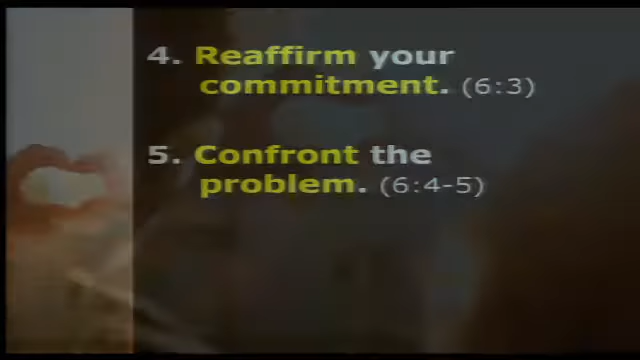 4. Reaffirm your
commitment. (6:3)
5. Confront the
problem. (6:4-5)